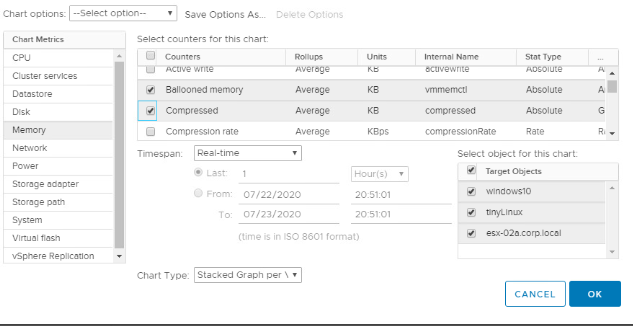 Chart options: --Select option-- Save Options As... Delete Options
Chart Metrics
CPU
Cluster services
Datastore
Disk
Memory
Network
Power
Storage adapter
Storage path
System
Virtual flash
vSphere Replication
Select counters for this chart:
Counters Rollups Units Internal Name Stat Type ...
Active write Average KB activewrite Absolute A
Ballooned memory Average KB vmmemctl Absolute A
Compressed Average KB compressed Absolute G
Compression rate Average KBps compressionRate Rate R
Timespan: Real-time
Last: 1 Hour(s)
From: 07/22/2020 20:51:01
To: 07/23/2020 20:51:01
(time is in ISO 8601 format)
Chart Type: Stacked Graph per V
Select object for this chart:
Target Objects
windows10
tinyLinux
esx-02a.corp.local
CANCEL OK